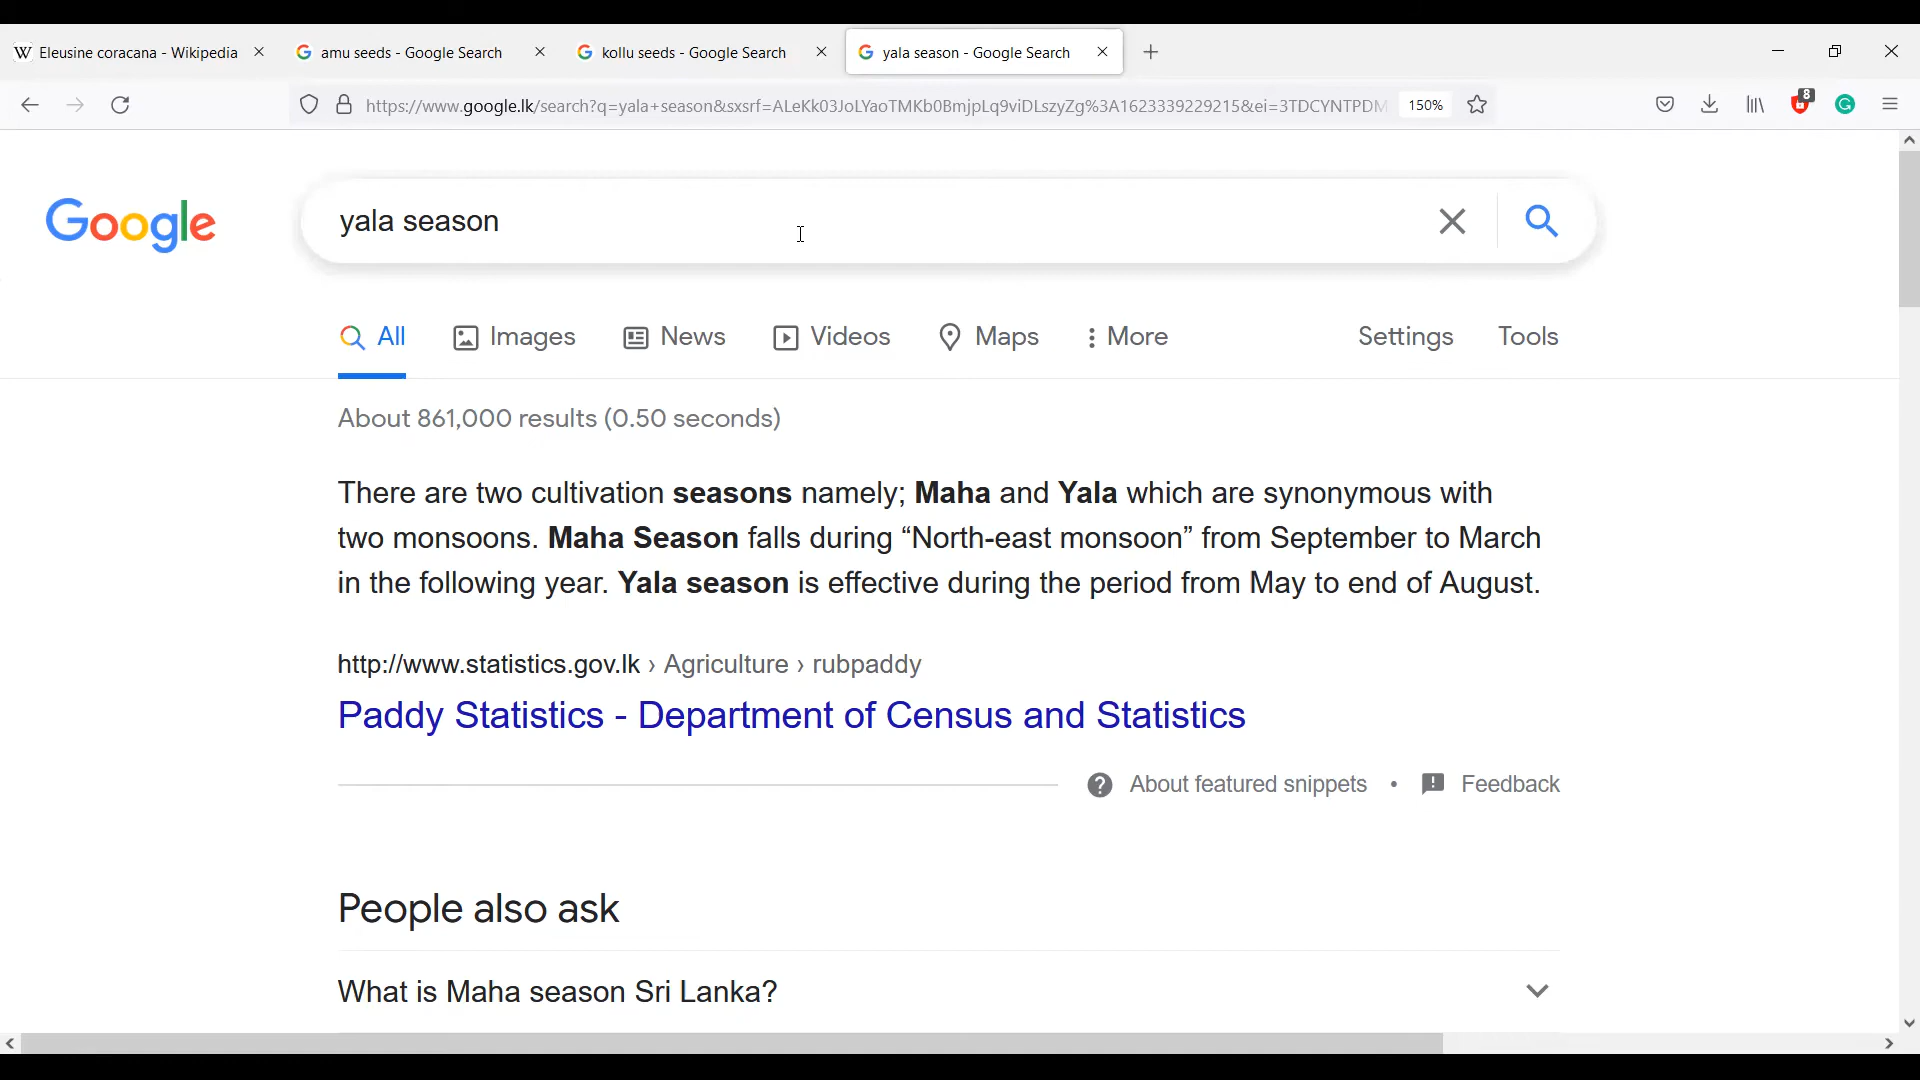 Eleusine coracana - Wikipedia
amu seeds - Google Search
kollu seeds - Google Search
yala season - Google Search
https://www.google.lk/search?q=yala+season&sxsrf=ALeKk03JoLYaoTMKb0BmjpLq9viDLszyZg%3A1623339229215&ei=3TDCYNTPDM
150%
8
Google
yala season
All
Images
News
Videos
Maps
More
Settings
Tools
About 861,000 results (0.50 seconds)
There are two cultivation seasons namely; Maha and Yala which are synonymous with
two monsoons. Maha Season falls during “North-east monsoon” from September to March
in the following year. Yala season is effective during the period from May to end of August.
http://www.statistics.gov.lk › Agriculture › rubpaddy
Paddy Statistics - Department of Census and Statistics
About featured snippets • Feedback
People also ask
What is Maha season Sri Lanka?